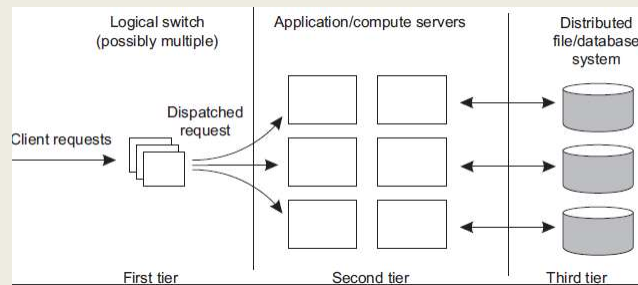 Logical switch
(possibly multiple)
Application/compute servers
Distributed
file/database
system
Dispatched
request
Client requests
First tier
Second tier
Third tier